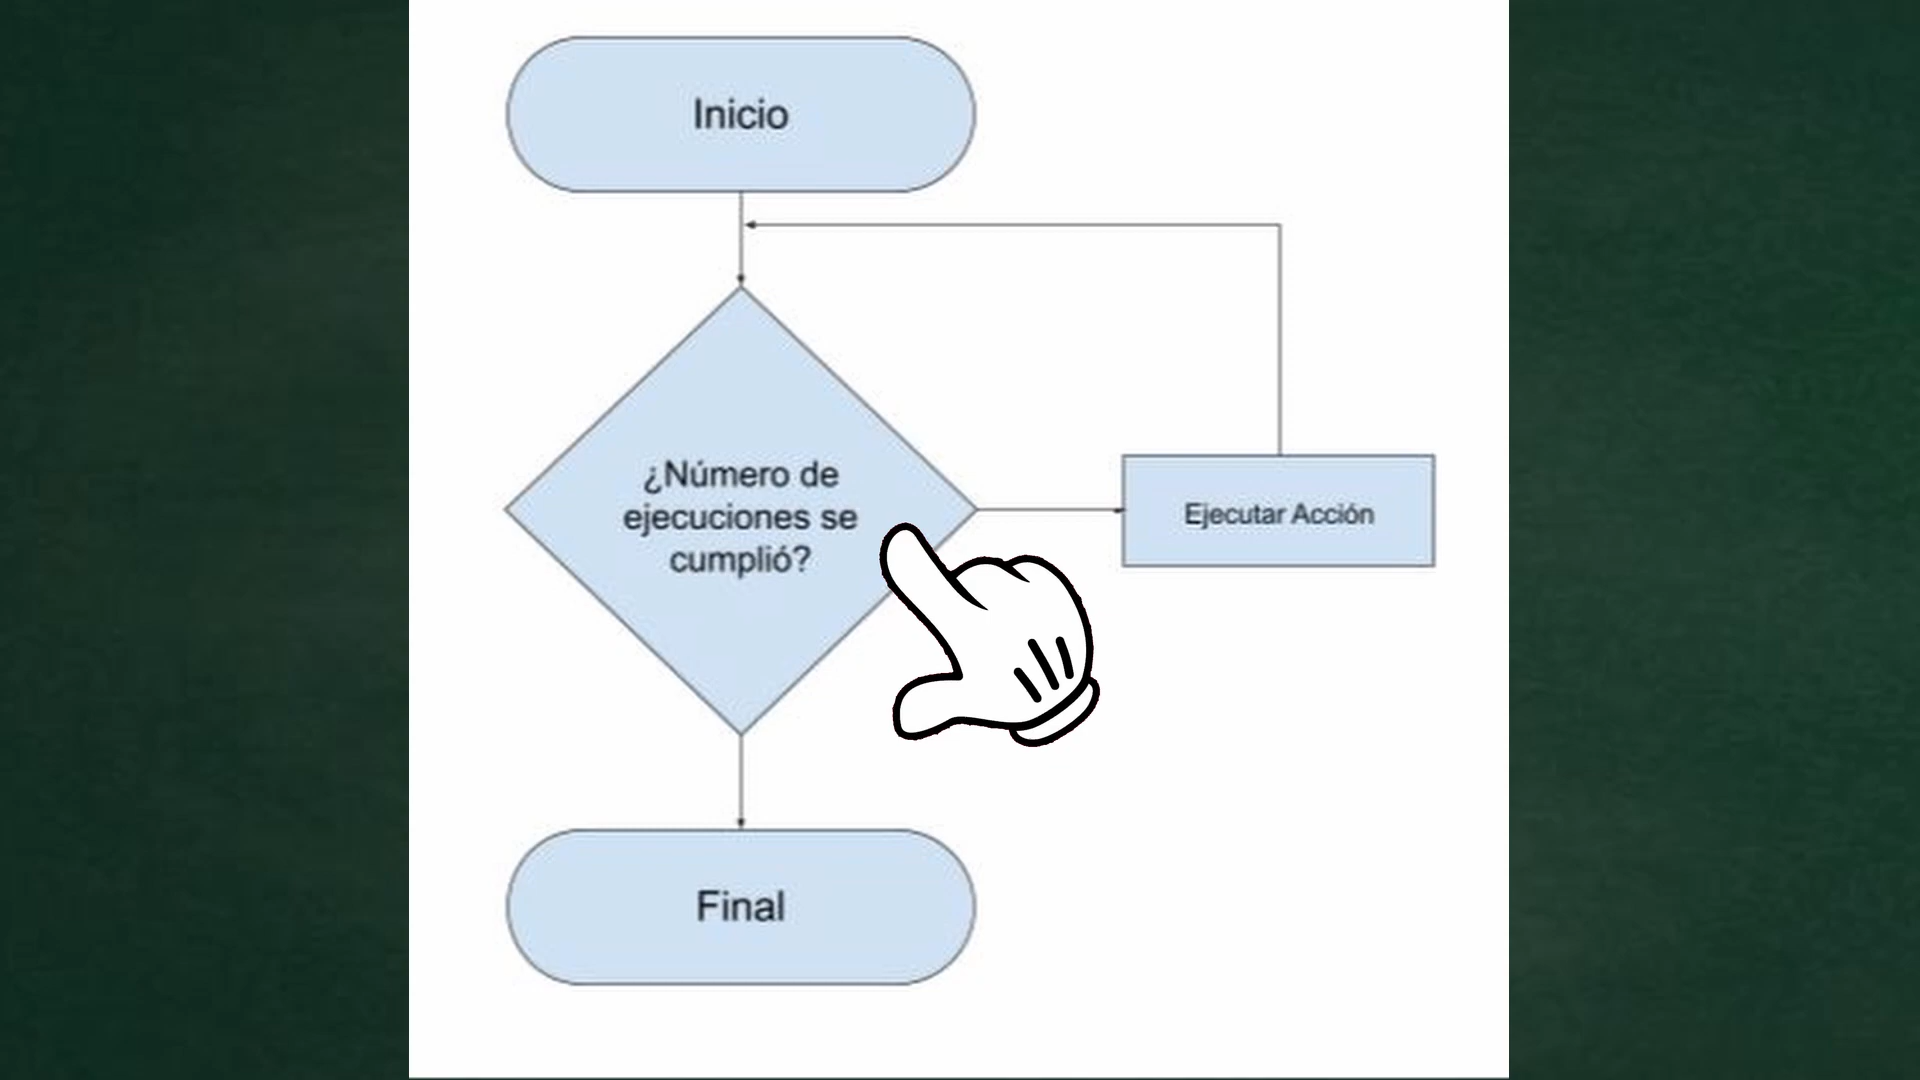 Inicio
¿Número de
ejecuciones se
cumplió?
Ejecutar Acción
Final